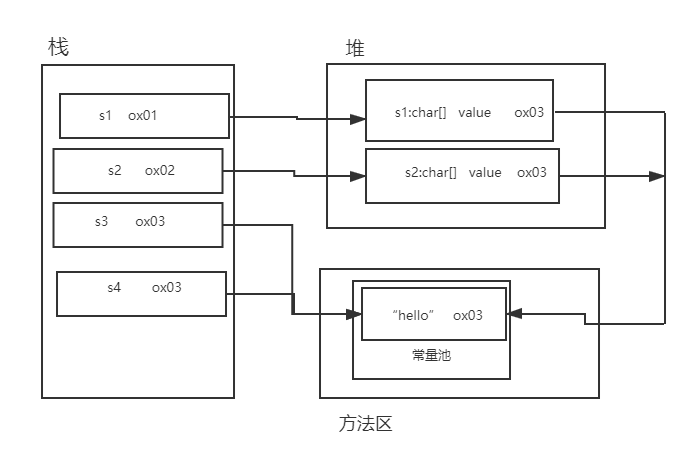 栈
堆
s1 ox01
s2 ox02
s3 ox03
s4 ox03
s1:char[] value ox03
s2:char[] value ox03
“hello” ox03
常量池
方法区